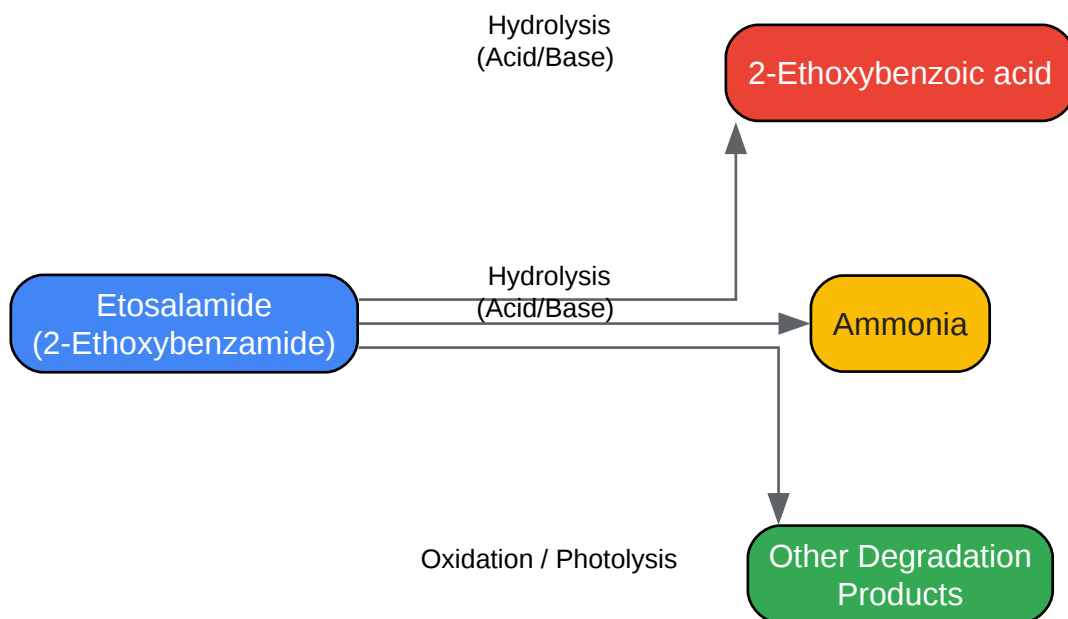 Hydrolysis
(Acid/Base)
2-Ethoxybenzoic acid
Hydrolysis
(Acid/Base)
Etosalamide
(2-Ethoxybenzamide)
Ammonia
Oxidation / Photolysis
Other Degradation
Products